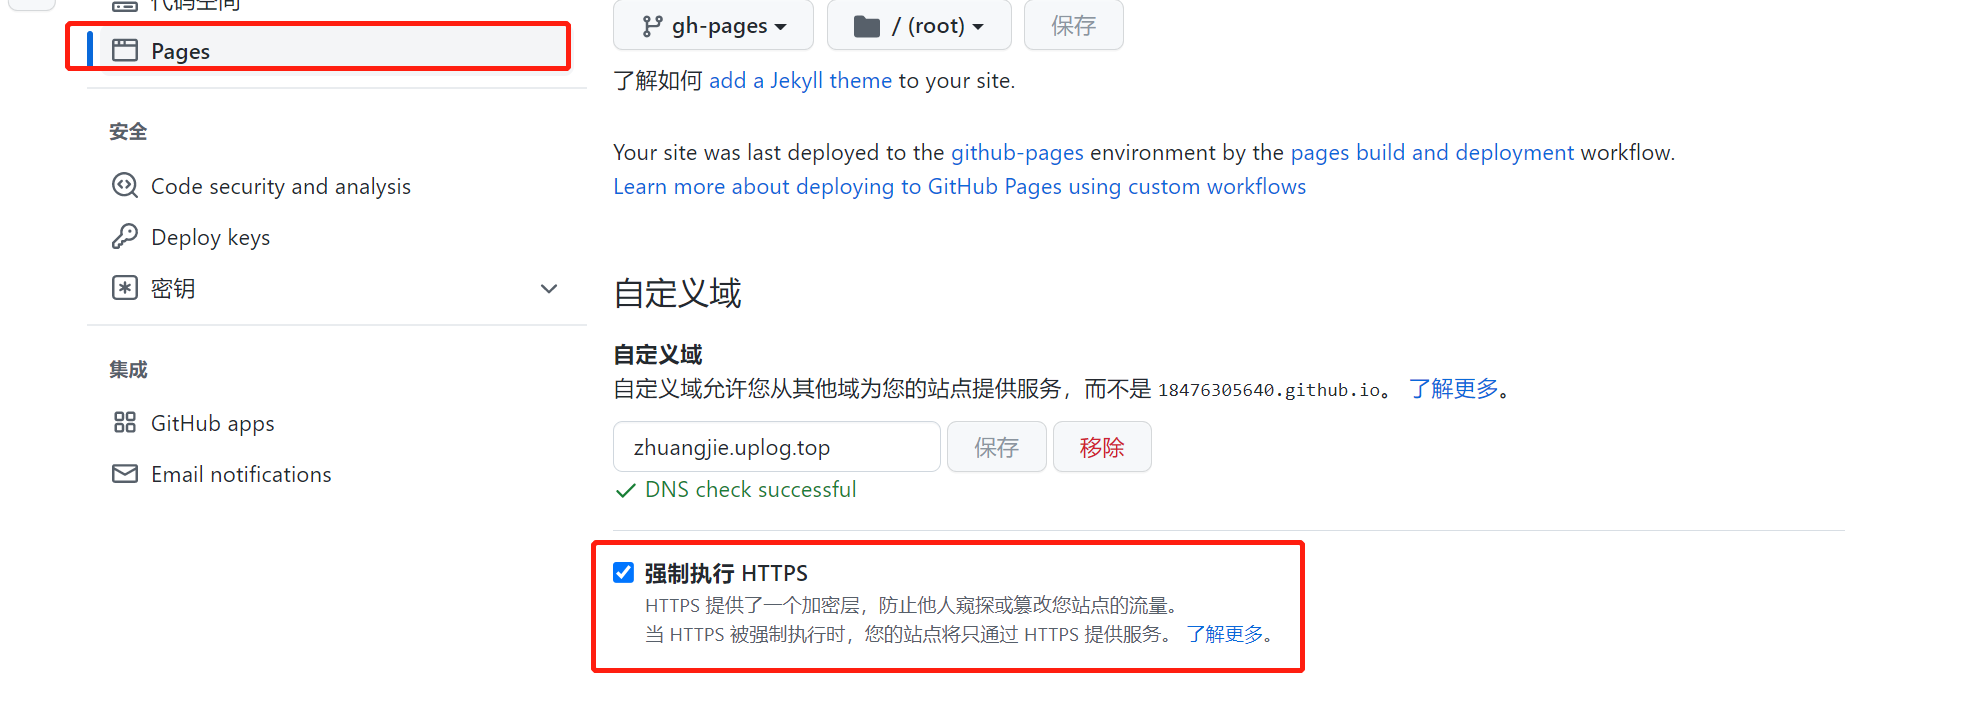 代码空间
Pages
安全
Code security and analysis
Deploy keys
密钥
集成
GitHub apps
Email notifications
gh-pages
/ (root)
保存
了解如何 add a Jekyll theme to your site.
Your site was last deployed to the github-pages environment by the pages build and deployment workflow.
Learn more about deploying to GitHub Pages using custom workflows
自定义域
自定义域
自定义域允许您从其他域为您的站点提供服务，而不是 18476305640.github.io。 了解更多。
zhuangjie.uplog.top
保存
移除
DNS check successful
强制执行 HTTPS
HTTPS 提供了一个加密层，防止他人窥探或篡改您站点的流量。
当 HTTPS 被强制执行时，您的站点将只通过 HTTPS 提供服务。 了解更多。